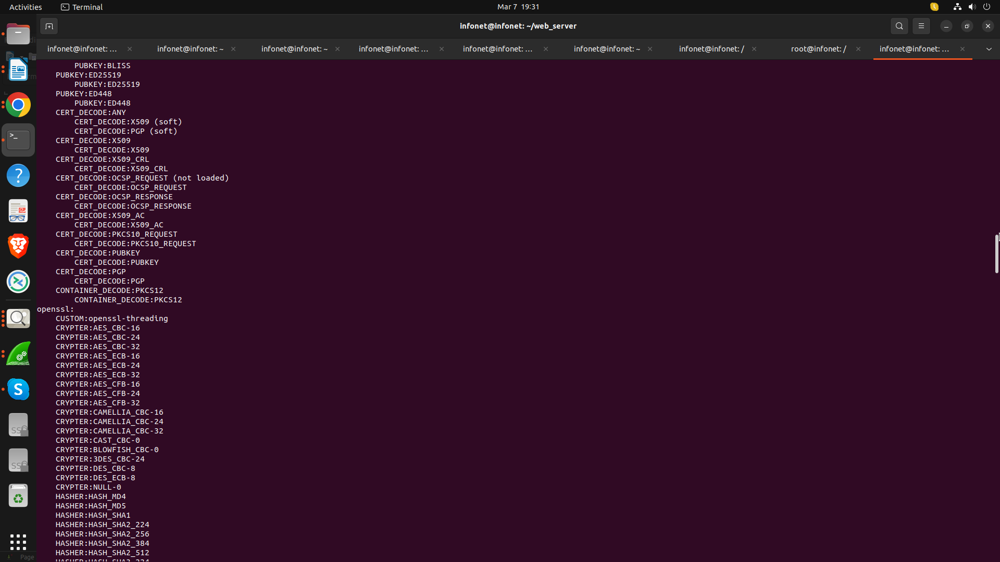 Activities Terminal Mar 7 19:31
infonet@infonet: ~/web_server
infonet@infonet: ... infonet@infonet: ~ infonet@infonet: ~ infonet@infonet: ... infonet@infonet: ... infonet@infonet: ~ infonet@infonet: / root@infonet: / infonet@infonet: ...
PUBKEY:BLISS
PUBKEY:ED25519
PUBKEY:ED25519
PUBKEY:ED448
PUBKEY:ED448
CERT_DECODE:ANY
CERT_DECODE:X509 (soft)
CERT_DECODE:PGP (soft)
CERT_DECODE:X509
CERT_DECODE:X509
CERT_DECODE:X509_CRL
CERT_DECODE:X509_CRL
CERT_DECODE:OCSP_REQUEST (not loaded)
CERT_DECODE:OCSP_REQUEST
CERT_DECODE:OCSP_RESPONSE
CERT_DECODE:OCSP_RESPONSE
CERT_DECODE:X509_AC
CERT_DECODE:X509_AC
CERT_DECODE:PKCS10_REQUEST
CERT_DECODE:PKCS10_REQUEST
CERT_DECODE:PUBKEY
CERT_DECODE:PUBKEY
CERT_DECODE:PGP
CERT_DECODE:PGP
CONTAINER_DECODE:PKCS12
CONTAINER_DECODE:PKCS12
openssl:
CUSTOM:openssl-threading
CRYPTER:AES_CBC-16
CRYPTER:AES_CBC-24
CRYPTER:AES_CBC-32
CRYPTER:AES_ECB-16
CRYPTER:AES_ECB-24
CRYPTER:AES_ECB-32
CRYPTER:AES_CFB-16
CRYPTER:AES_CFB-24
CRYPTER:AES_CFB-32
CRYPTER:CAMELLIA_CBC-16
CRYPTER:CAMELLIA_CBC-24
CRYPTER:CAMELLIA_CBC-32
CRYPTER:CAST_CBC-0
CRYPTER:BLOWFISH_CBC-0
CRYPTER:3DES_CBC-24
CRYPTER:DES_CBC-8
CRYPTER:DES_ECB-8
CRYPTER:NULL-0
HASHER:HASH_MD4
HASHER:HASH_MD5
HASHER:HASH_SHA1
HASHER:HASH_SHA2_224
HASHER:HASH_SHA2_256
HASHER:HASH_SHA2_384
HASHER:HASH_SHA2_512
Page